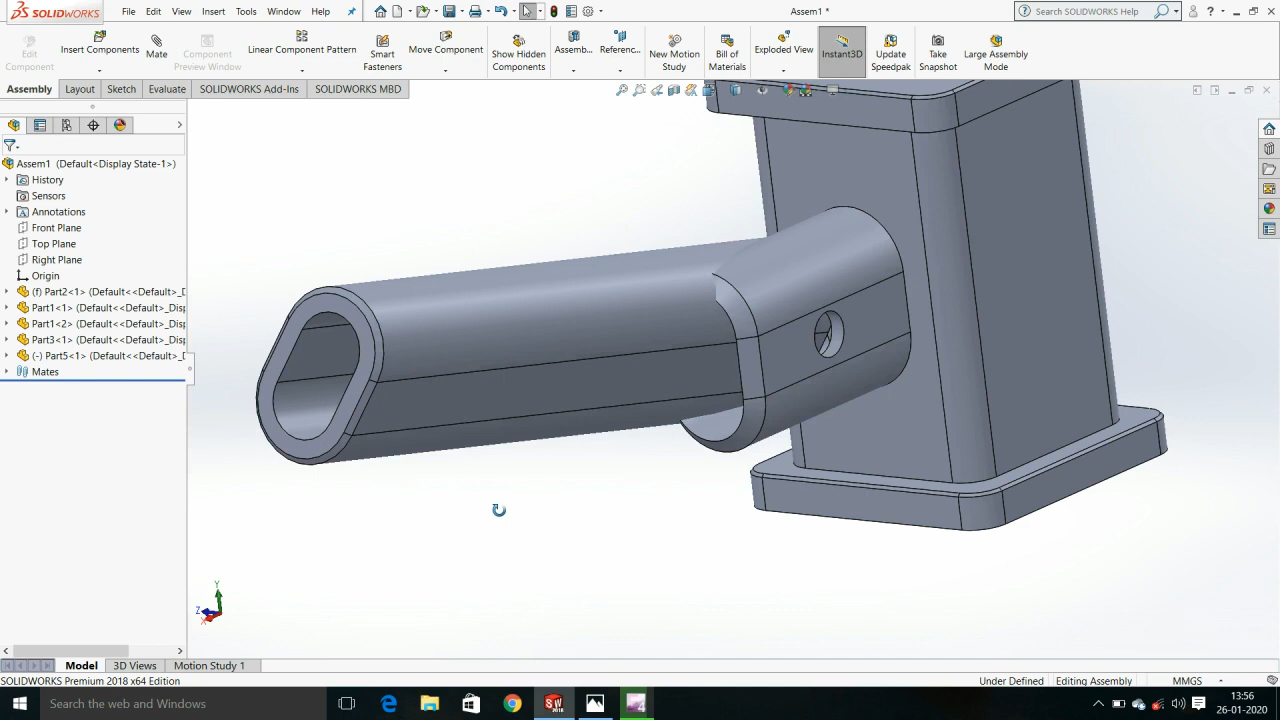 SOLIDWORKS
File Edit View Insert Tools Window Help
Assem1 *
Search SOLIDWORKS Help
?
Edit Component
Insert Components
Mate
Component Preview Window
Linear Component Pattern
Smart Fasteners
Move Component
Show Hidden Components
Assemb...
Referenc...
New Motion Study
Bill of Materials
Exploded View
Instant3D
Update Speedpak
Take Snapshot
Large Assembly Mode
Assembly Layout Sketch Evaluate SOLIDWORKS Add-Ins SOLIDWORKS MBD
Assem1 (Default<Display State-1>)
History
Sensors
Annotations
Front Plane
Top Plane
Right Plane
Origin
(f) Part2<1> (Default<<Default>_D
Part1<1> (Default<<Default>_Disp
Part1<2> (Default<<Default>_Disp
Part3<1> (Default<<Default>_Disp
(-) Part5<1> (Default<<Default>_D
Mates
Y
Z
X
Model 3D Views Motion Study 1
SOLIDWORKS Premium 2018 x64 Edition
Under Defined Editing Assembly MMGS
Search the web and Windows
SW
2018
13:56
26-01-2020